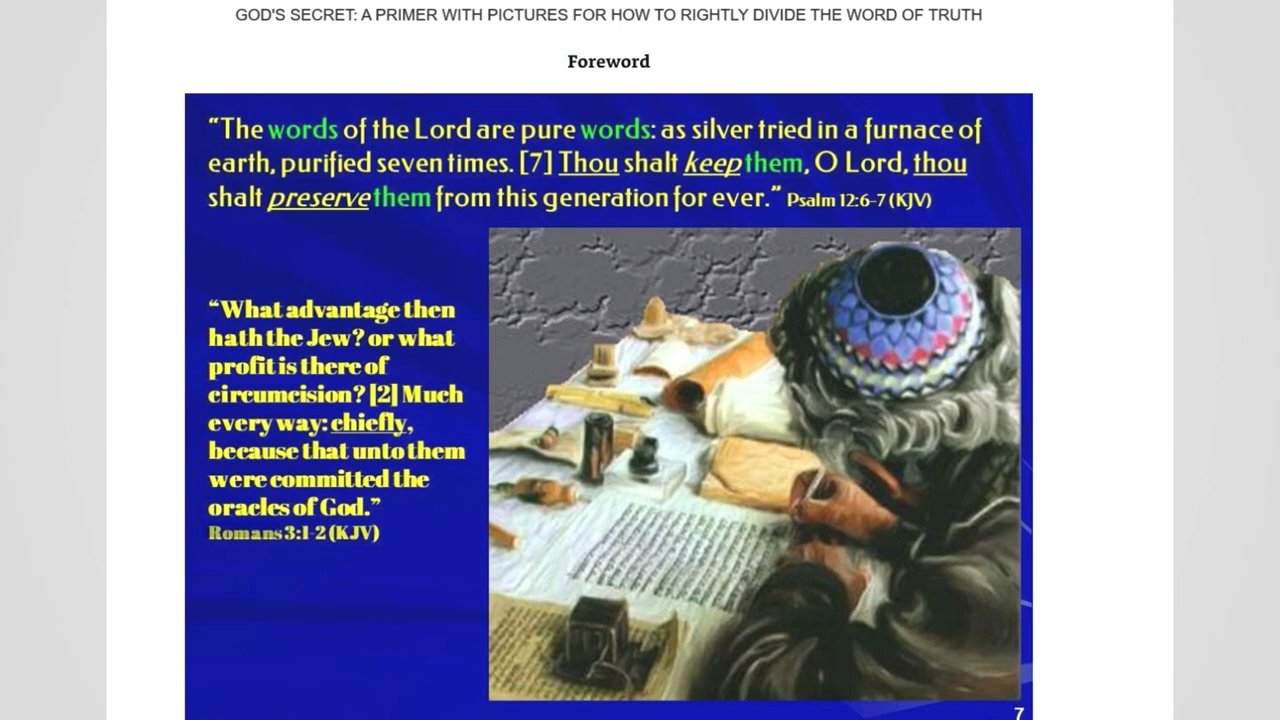 GOD'S SECRET: A PRIMER WITH PICTURES FOR HOW TO RIGHTLY DIVIDE THE WORD OF TRUTH
Foreword
“The words of the Lord are pure words: as silver tried in a furnace of
earth, purified seven times. [7] Thou shalt keep them, O Lord, thou
shalt preserve them from this generation for ever.” Psalm 12:6-7 (KJV)
“What advantage then
hath the Jew? or what
profit is there of
circumcision? [2] Much
every way: chiefly,
because that unto them
were committed the
oracles of God.”
Romans 3:1-2 (KJV)
7